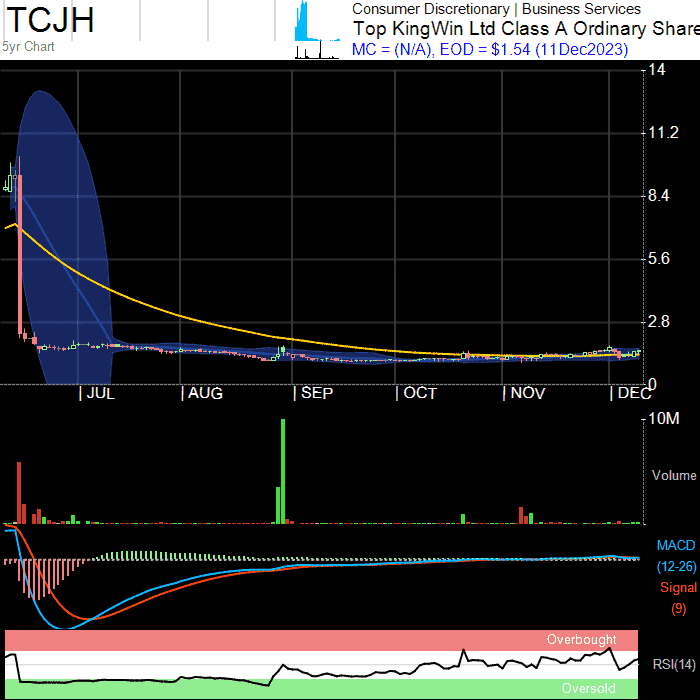 TCJH
5yr Chart
Consumer Discretionary | Business Services
Top KingWin Ltd Class A Ordinary Share
MC = (N/A), EOD = $1.54 (11Dec2023)
14
11.2
8.4
5.6
2.8
0
JUL AUG SEP OCT NOV DEC
10M
Volume
MACD
(12-26)
Signal
(9)
Overbought
RSI(14)
Oversold